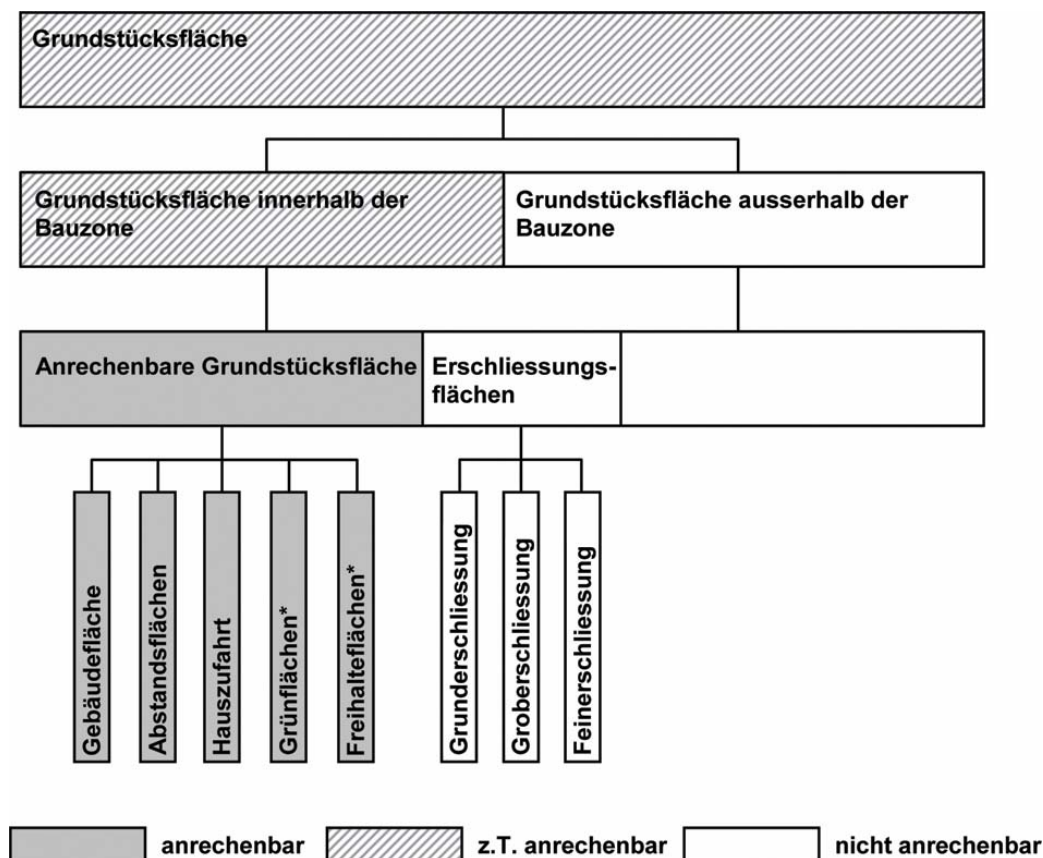 Grundstücksfläche
Grundstücksfläche innerhalb der
Bauzone
Grundstücksfläche ausserhalb der
Bauzone
Anrechenbare Grundstücksfläche
Erschliessungs-
flächen
Gebäudefläche
Abstandsflächen
Hauszufahrt
Grünflächen*
Freihalteflächen*
Grunderschliessung
Groberschliessung
Feinerschliessung
anrechenbar
z.T. anrechenbar
nicht anrechenbar